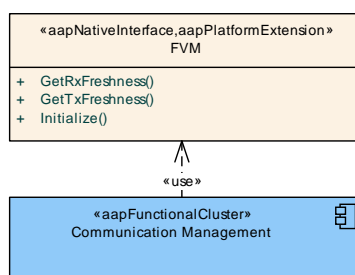 «aapNativeInterface,aapPlatformExtension»
FVM
+ GetRxFreshness()
+ GetTxFreshness()
+ Initialize()
«use»
«aapFunctionalCluster»
Communication Management